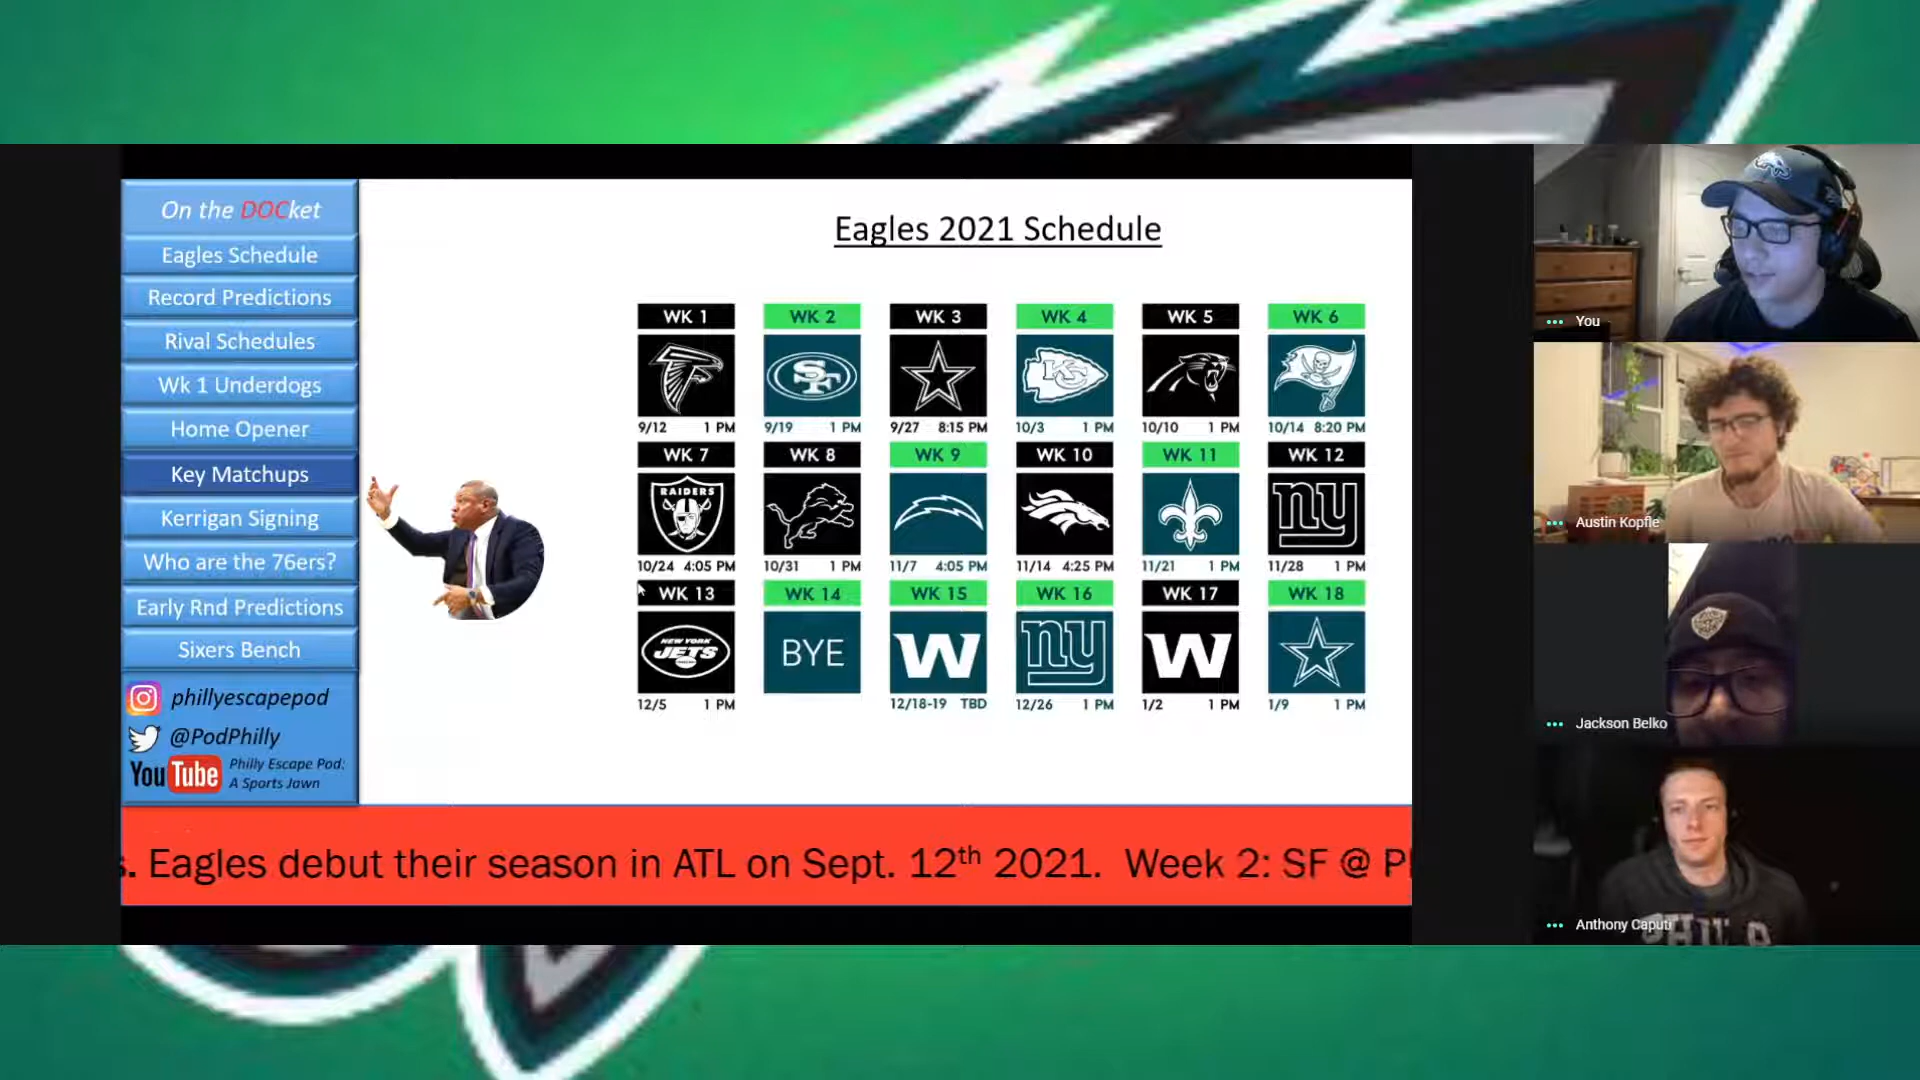 On the DOCket
Eagles Schedule
Record Predictions
Rival Schedules
Wk 1 Underdogs
Home Opener
Key Matchups
Kerrigan Signing
Who are the 76ers?
Early Rnd Predictions
Sixers Bench
phillyescapepod
@PodPhilly
YouTube Philly Escape Pod:
A Sports Jawn
Eagles 2021 Schedule
WK 1 WK 2 WK 3 WK 4 WK 5 WK 6
SF KC
9/12 1 PM 9/19 1 PM 9/27 8:15 PM 10/3 1 PM 10/10 1 PM 10/14 8:20 PM
WK 7 WK 8 WK 9 WK 10 WK 11 WK 12
RAIDERS ny
10/24 4:05 PM 10/31 1 PM 11/7 4:05 PM 11/14 4:25 PM 11/21 1 PM 11/28 1 PM
WK 13 WK 14 WK 15 WK 16 WK 17 WK 18
NEW YORK JETS BYE W ny W
12/5 1 PM 12/18-19 TBD 12/26 1 PM 1/2 1 PM 1/9 1 PM
s. Eagles debut their season in ATL on Sept. 12th 2021. Week 2: SF @ P
You
Austin Kopfle
Jackson Belko
Anthony Caputi